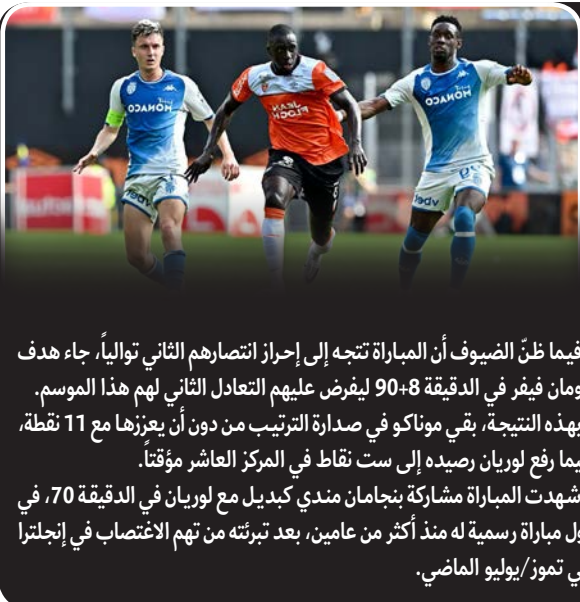 MONACO
JEAN
FLOCH
MONACO
فيما ظنّ الضيوف أن المباراة تتجه إلى إحراز انتصارهم الثاني توالياً، جاء هدف
ومان فيفر في الدقيقة 8+90 ليفرض عليهم التعادل الثاني لهم هذا الموسم.
بهذه النتيجة، بقي موناكو في صدارة الترتيب من دون أن يعززها مع 11 نقطة،
يما رفع لوريان رصيده إلى ست نقاط في المركز العاشر مؤقتاً.
شهدت المباراة مشاركة بنجامان مندي كبديل مع لوريان في الدقيقة 70، في
ول مباراة رسمية له منذ أكثر من عامين، بعد تبرئته من تهم الاغتصاب في إنجلترا
ي تموز/يوليو الماضي.